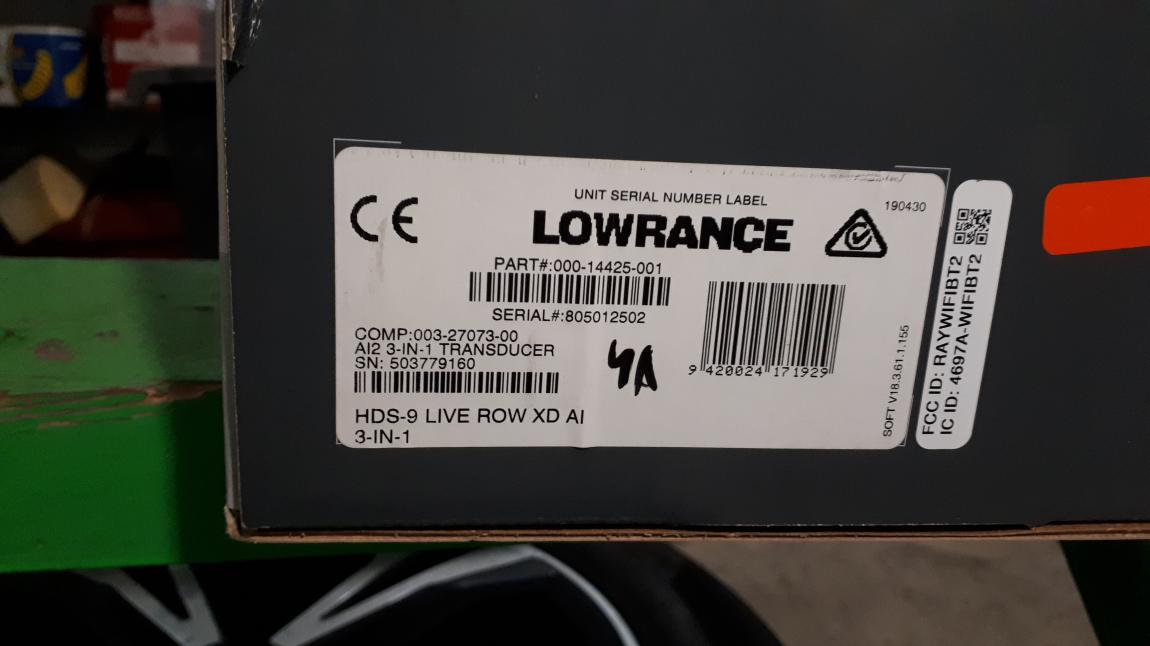 UNIT SERIAL NUMBER LABEL
CE
LOWRANCE
190430
PART#:000-14425-001
SERIAL#:805012502
COMP:003-27073-00
AI2 3-IN-1 TRANSDUCER
SN: 503779160
4A
9 420024 171929
HDS-9 LIVE ROW XD AI
3-IN-1
SOFT V18.3.61.1.155
FCC ID: RAYWIFIBT2
IC ID: 4697A-WIFIBT2